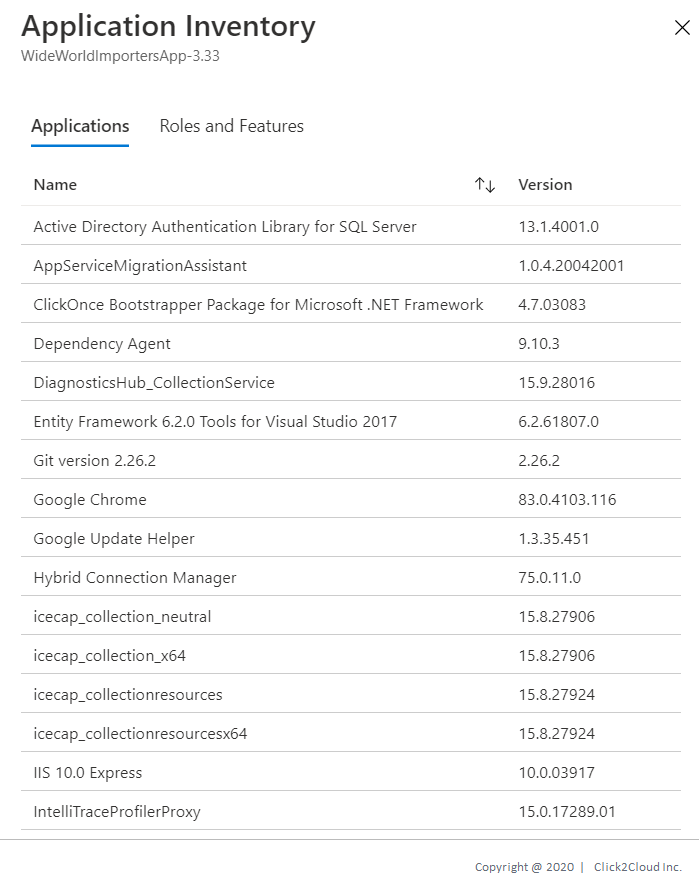 Application Inventory
WideWorldImportersApp-3.33
Applications Roles and Features
Name Version
Active Directory Authentication Library for SQL Server 13.1.4001.0
AppServiceMigrationAssistant 1.0.4.20042001
ClickOnce Bootstrapper Package for Microsoft .NET Framework 4.7.03083
Dependency Agent 9.10.3
DiagnosticsHub_CollectionService 15.9.28016
Entity Framework 6.2.0 Tools for Visual Studio 2017 6.2.61807.0
Git version 2.26.2 2.26.2
Google Chrome 83.0.4103.116
Google Update Helper 1.3.35.451
Hybrid Connection Manager 75.0.11.0
icecap_collection_neutral 15.8.27906
icecap_collection_x64 15.8.27906
icecap_collectionresources 15.8.27924
icecap_collectionresourcesx64 15.8.27924
IIS 10.0 Express 10.0.03917
IntelliTraceProfilerProxy 15.0.17289.01
Copyright @ 2020 | Click2Cloud Inc.